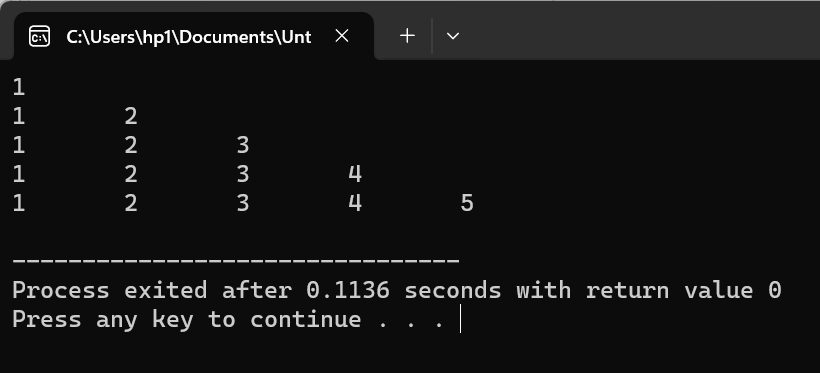 C:\Users\hp1\Documents\Unt
1
1 2
1 2 3
1 2 3 4
1 2 3 4 5
--------------------------------
Process exited after 0.1136 seconds with return value 0
Press any key to continue . . .